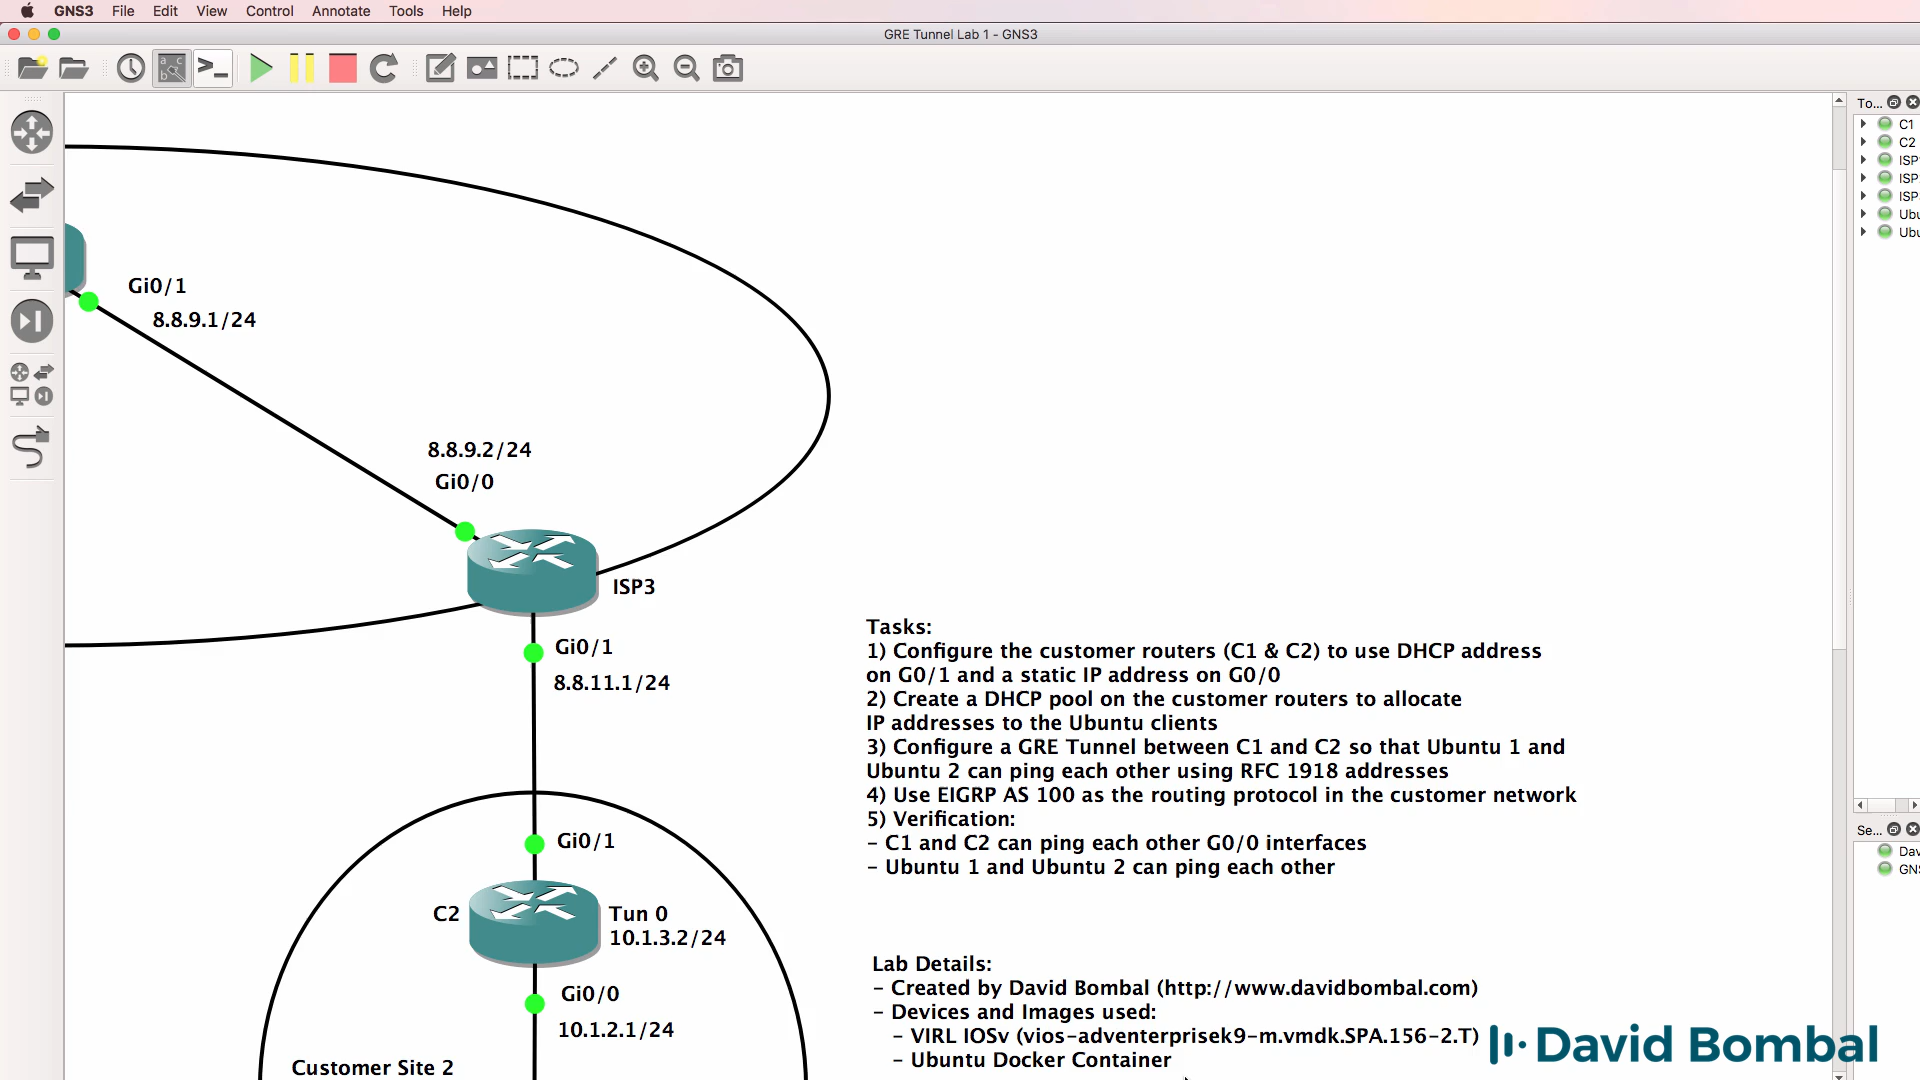 GNS3 File Edit View Control Annotate Tools Help
GRE Tunnel Lab 1 - GNS3
To...
C1
C2
ISP
ISP
ISP
Ubu
Ubu
Gi0/1
8.8.9.1/24
8.8.9.2/24
Gi0/0
ISP3
Gi0/1
8.8.11.1/24
Tasks:
1) Configure the customer routers (C1 & C2) to use DHCP address
on G0/1 and a static IP address on G0/0
2) Create a DHCP pool on the customer routers to allocate
IP addresses to the Ubuntu clients
3) Configure a GRE Tunnel between C1 and C2 so that Ubuntu 1 and
Ubuntu 2 can ping each other using RFC 1918 addresses
4) Use EIGRP AS 100 as the routing protocol in the customer network
5) Verification:
- C1 and C2 can ping each other G0/0 interfaces
- Ubuntu 1 and Ubuntu 2 can ping each other
Se...
Dav
GNS
Gi0/1
C2
Tun 0
10.1.3.2/24
Gi0/0
10.1.2.1/24
Customer Site 2
Lab Details:
- Created by David Bombal (http://www.davidbombal.com)
- Devices and Images used:
- VIRL IOSv (vios-adventerprisek9-m.vmdk.SPA.156-2.T)
- Ubuntu Docker Container
David Bombal